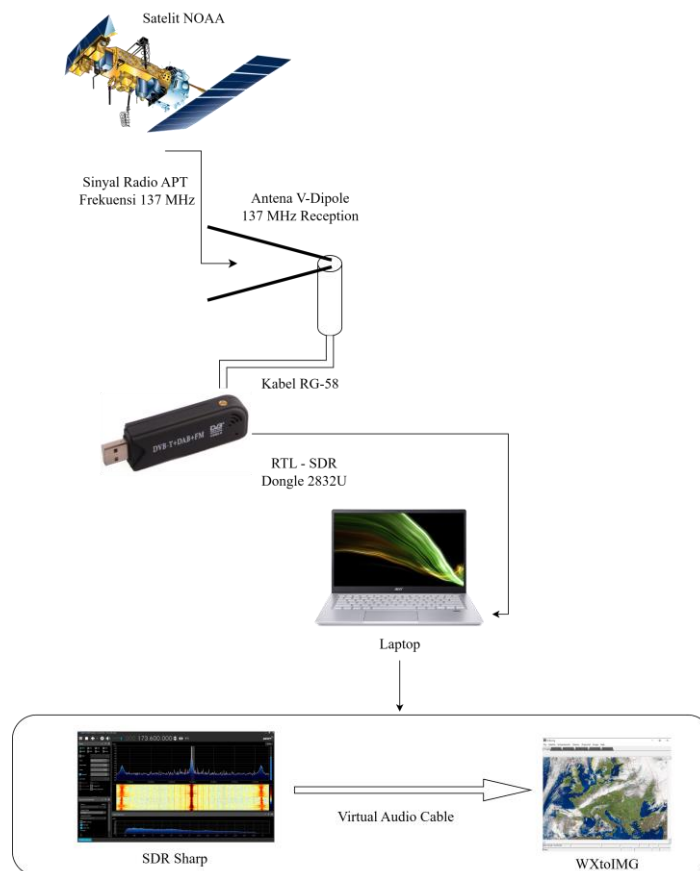 Satelit NOAA
Sinyal Radio APT
Frekuensi 137 MHz
Antena V-Dipole
137 MHz Reception
Kabel RG-58
DVB-T+DAB+FM
RTL - SDR
Dongle 2832U
acer
Laptop
173.600.000
Virtual Audio Cable
SDR Sharp
WXtoIMG